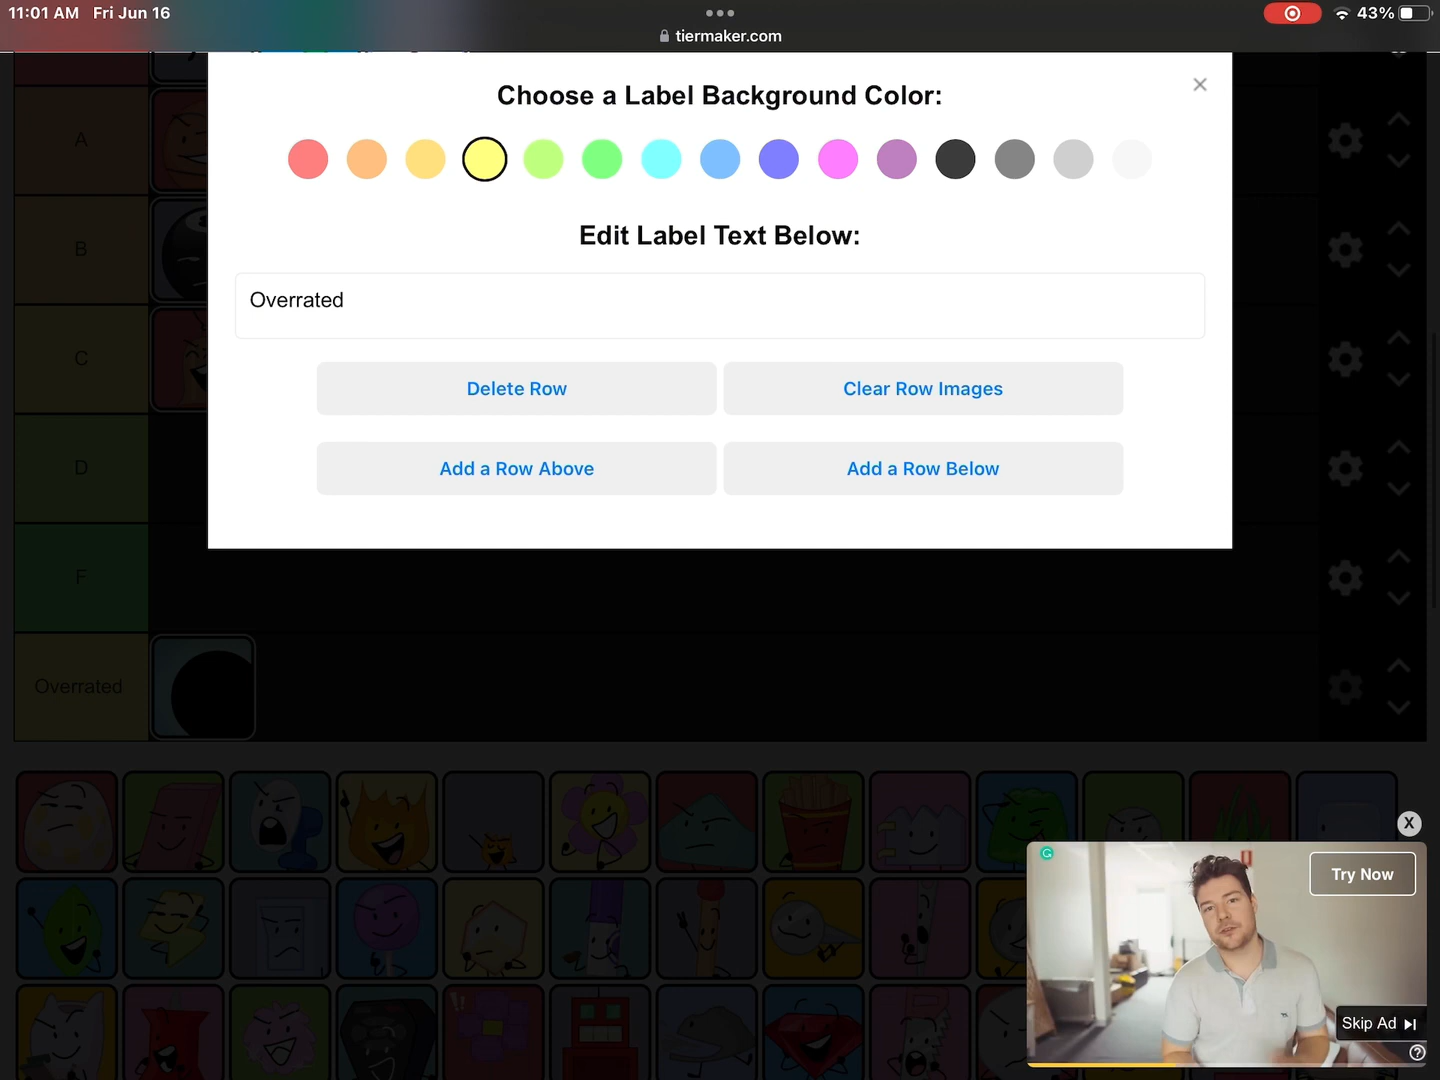 11:01 AM Fri Jun 16
43%
tiermaker.com
Choose a Label Background Color:
Edit Label Text Below:
Overrated
Delete Row
Clear Row Images
Add a Row Above
Add a Row Below
A
B
C
D
F
Overrated
X
Try Now
Skip Ad